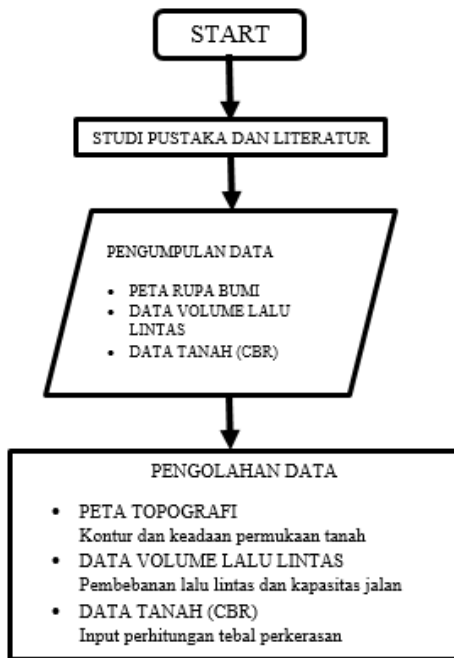 START
STUDI PUSTAKA DAN LITERATUR
PENGUMPULAN DATA
• PETA RUPA BUMI
• DATA VOLUME LALU
LINTAS
• DATA TANAH (CBR)
PENGOLAHAN DATA
• PETA TOPOGRAFI
Kontur dan keadaan permukaan tanah
• DATA VOLUME LALU LINTAS
Pembebanan lalu lintas dan kapasitas jalan
• DATA TANAH (CBR)
Input perhitungan tebal perkerasan